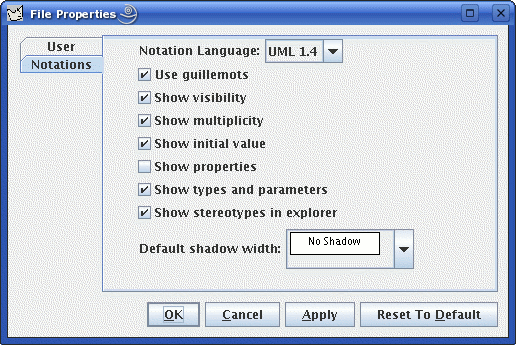 File Properties
User
Notations
Notation Language: UML 1.4
Use guillemots
Show visibility
Show multiplicity
Show initial value
Show properties
Show types and parameters
Show stereotypes in explorer
Default shadow width: No Shadow
OK Cancel Apply Reset To Default